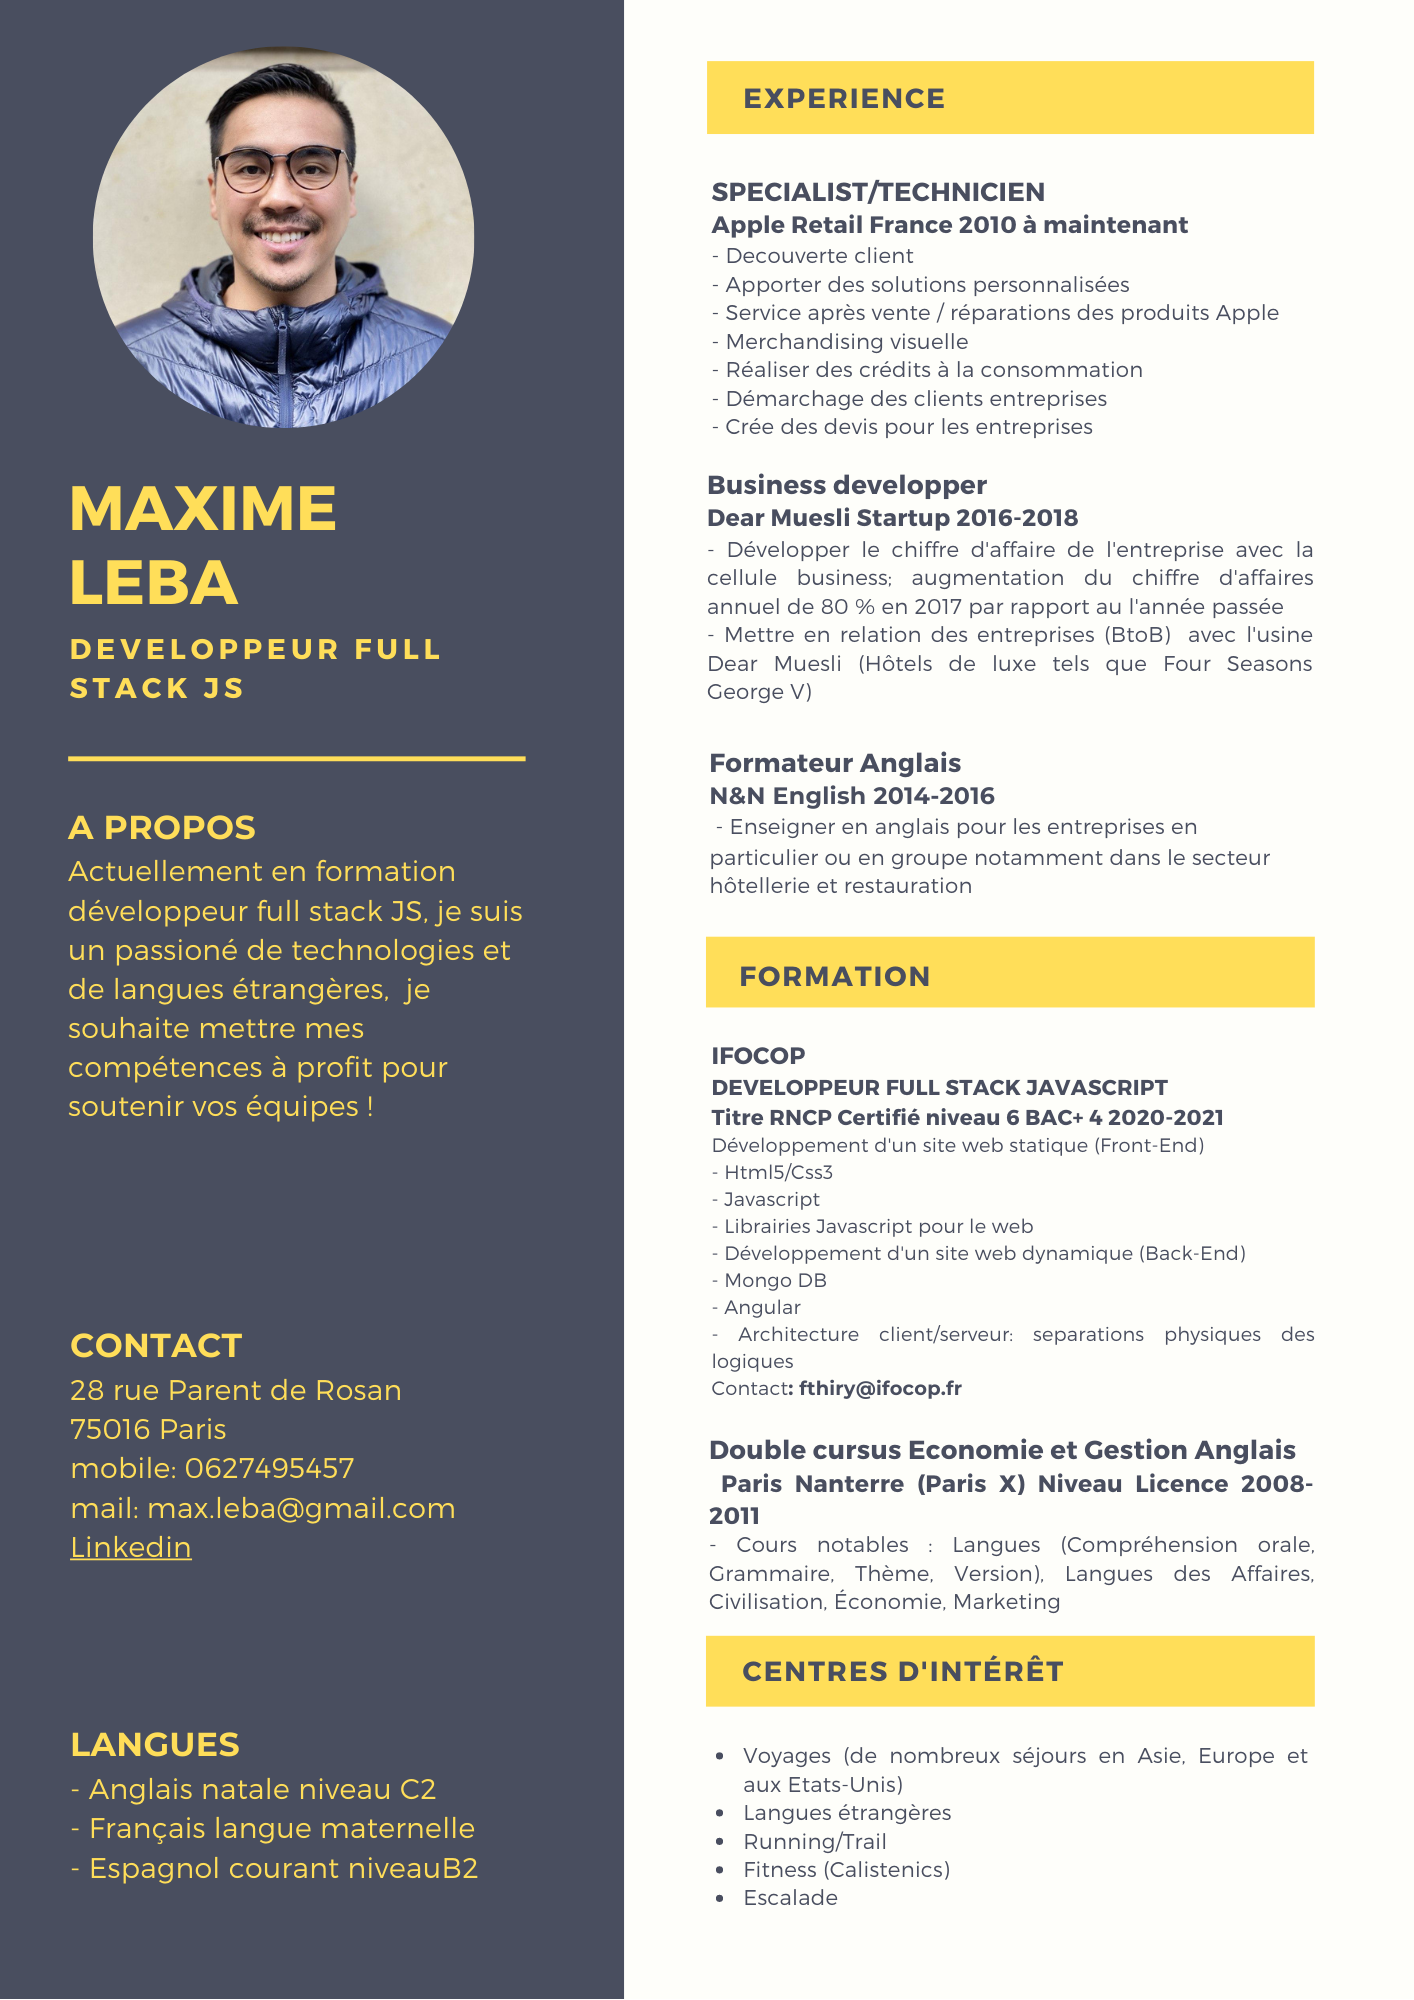 MAXIME
LEBA
DEVELOPPEUR FULL
STACK JS
A PROPOS
Actuellement en formation
développeur full stack JS, je suis
un passioné de technologies et
de langues étrangères,  je
souhaite mettre mes
compétences à profit pour
soutenir vos équipes !
CONTACT
28 rue Parent de Rosan
75016 Paris
mobile: 0627495457
mail: max.leba@gmail.com
Linkedin
LANGUES
- Anglais natale niveau C2
- Français langue maternelle
- Espagnol courant niveauB2
EXPERIENCE
SPECIALIST/TECHNICIEN
Apple Retail France 2010 à maintenant
- Decouverte client
- Apporter des solutions personnalisées
- Service après vente / réparations des produits Apple
- Merchandising visuelle
- Réaliser des crédits à la consommation
- Démarchage des clients entreprises
- Crée des devis pour les entreprises
Business developper
Dear Muesli Startup 2016-2018
- Développer le chiffre d'affaire de l'entreprise avec la
cellule business; augmentation du chiffre d'affaires
annuel de 80 % en 2017 par rapport au l'année passée
- Mettre en relation des entreprises (BtoB)  avec l'usine
Dear Muesli (Hôtels de luxe tels que Four Seasons
George V)
Formateur Anglais
N&N English 2014-2016
- Enseigner en anglais pour les entreprises en
particulier ou en groupe notamment dans le secteur
hôtellerie et restauration
FORMATION
IFOCOP
DEVELOPPEUR FULL STACK JAVASCRIPT
Titre RNCP Certifié niveau 6 BAC+ 4 2020-2021
Développement d'un site web statique (Front-End)
- Html5/Css3
- Javascript
- Librairies Javascript pour le web
- Développement d'un site web dynamique (Back-End)
- Mongo DB
- Angular
- Architecture client/serveur: separations physiques des
logiques
Contact: fthiry@ifocop.fr
Double cursus Economie et Gestion Anglais
Paris Nanterre (Paris X) Niveau Licence 2008-
2011
- Cours notables : Langues (Compréhension orale,
Grammaire, Thème, Version), Langues des Affaires,
Civilisation, Économie, Marketing
CENTRES D'INTÉRÊT
• Voyages (de nombreux séjours en Asie, Europe et
aux Etats-Unis)
• Langues étrangères
• Running/Trail
• Fitness (Calistenics)
• Escalade